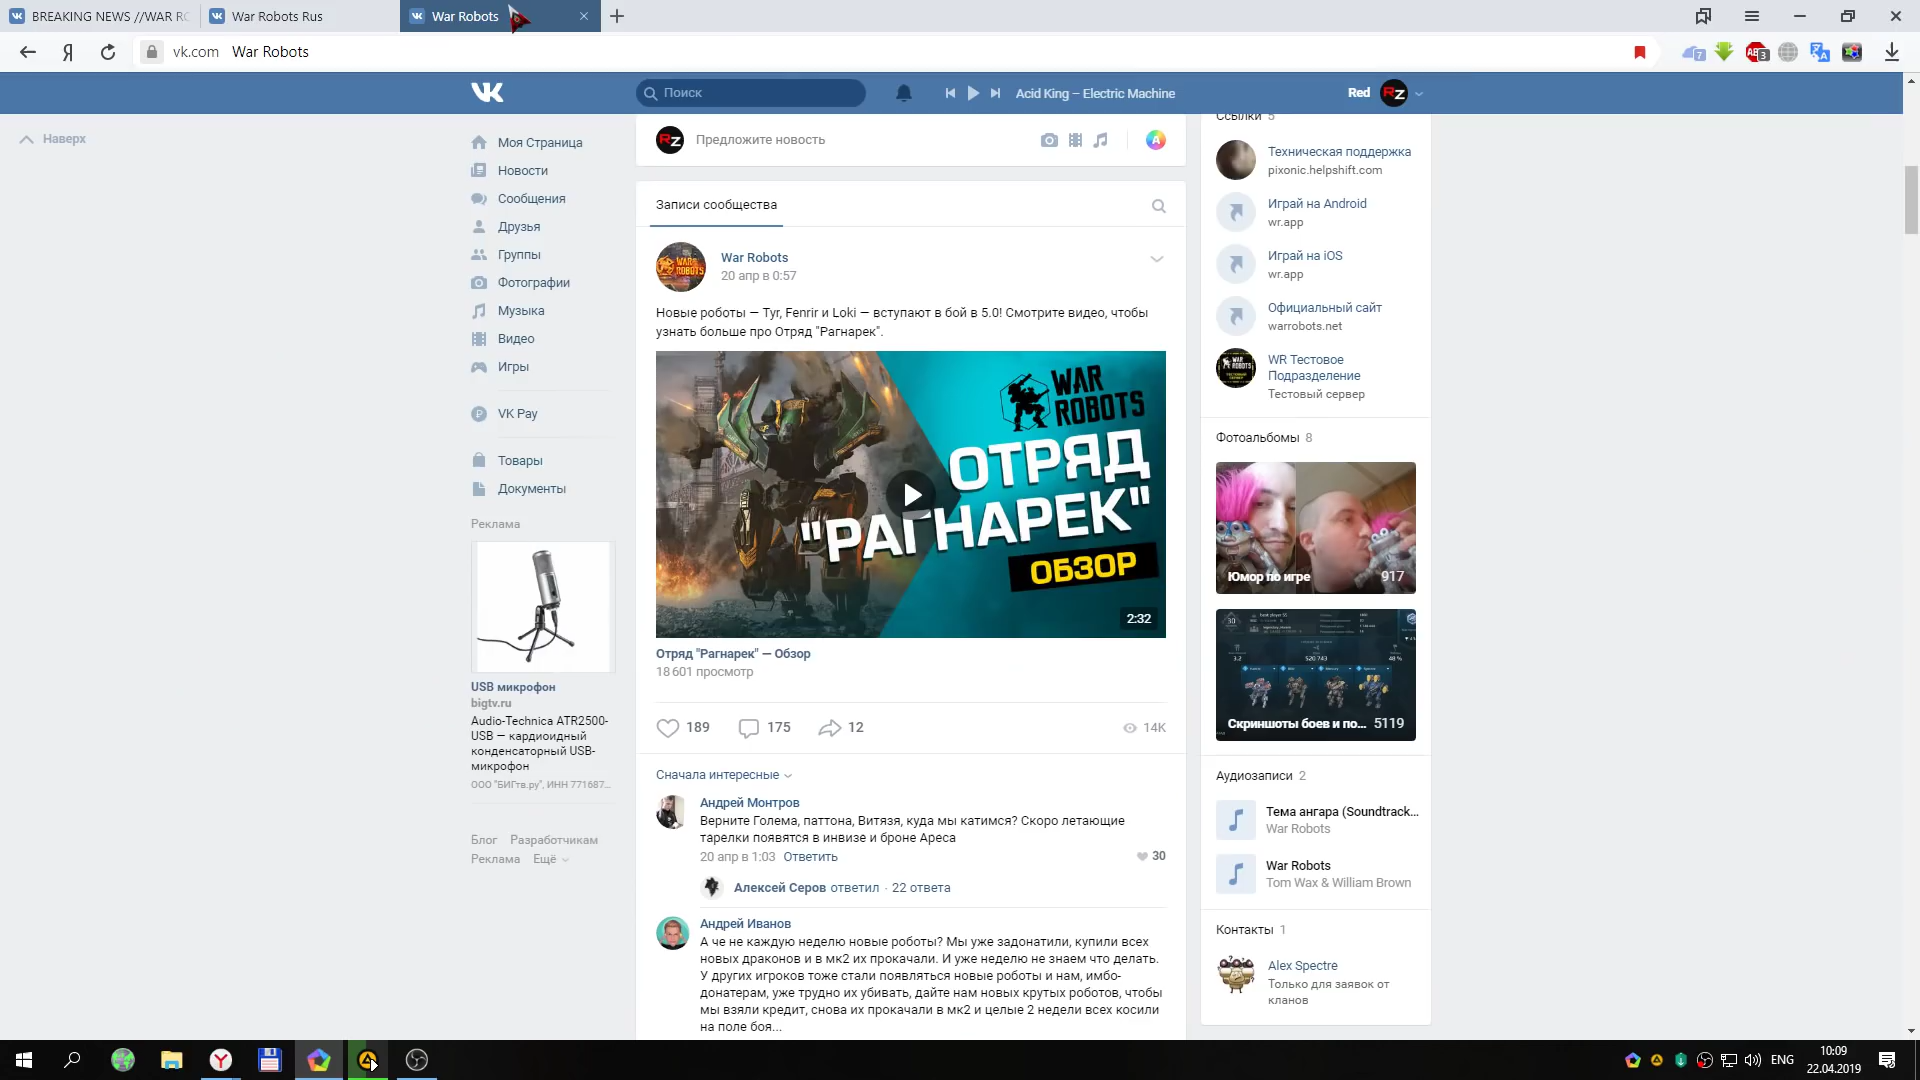 BREAKING NEWS //WAR RO
War Robots Rus
War Robots
vk.com War Robots
Поиск
Acid King – Electric Machine
Red
Наверх
Моя Страница
Новости
Сообщения
Друзья
Группы
Фотографии
Музыка
Видео
Игры
VK Pay
Товары
Документы
Реклама
USB микрофон
bigtv.ru
Audio-Technica ATR2500-
USB — кардиоидный
конденсаторный USB-
микрофон
ООО "БИГтв.ру", ИНН 771687...
Блог Разработчикам
Реклама Ещё
Предложите новость
Записи сообщества
War Robots
20 апр в 0:57
Новые роботы — Tyr, Fenrir и Loki — вступают в бой в 5.0! Смотрите видео, чтобы
узнать больше про Отряд "Рагнарек".
WAR
ROBOTS
ОТРЯД
"РАГНАРЕК"
ОБЗОР
2:32
Отряд "Рагнарек" — Обзор
18 601 просмотр
189 175 12 14K
Сначала интересные
Андрей Монтров
Верните Голема, паттона, Витязя, куда мы катимся? Скоро летающие
тарелки появятся в инвизе и броне Ареса
20 апр в 1:03 Ответить 30
Алексей Серов ответил · 22 ответа
Андрей Иванов
А че не каждую неделю новые роботы? Мы уже задонатили, купили всех
новых драконов и в мк2 их прокачали. И уже неделю не знаем что делать.
У других игроков тоже стали появляться новые роботы и нам, имбо-
донатерам, уже трудно их убивать, дайте нам новых крутых роботов, чтобы
мы взяли кредит, снова их прокачали в мк2 и целые 2 недели всех косили
на поле боя...
Ссылки 5
Техническая поддержка
pixonic.helpshift.com
Играй на Android
wr.app
Играй на iOS
wr.app
Официальный сайт
warrobots.net
WR Тестовое
Подразделение
Тестовый сервер
Фотоальбомы 8
Юмор по игре 917
Скриншоты боев и по... 5119
Аудиозаписи 2
Тема ангара (Soundtrack...
War Robots
War Robots
Tom Wax & William Brown
Контакты 1
Alex Spectre
Только для заявок от
кланов
ENG
10:09
22.04.2019